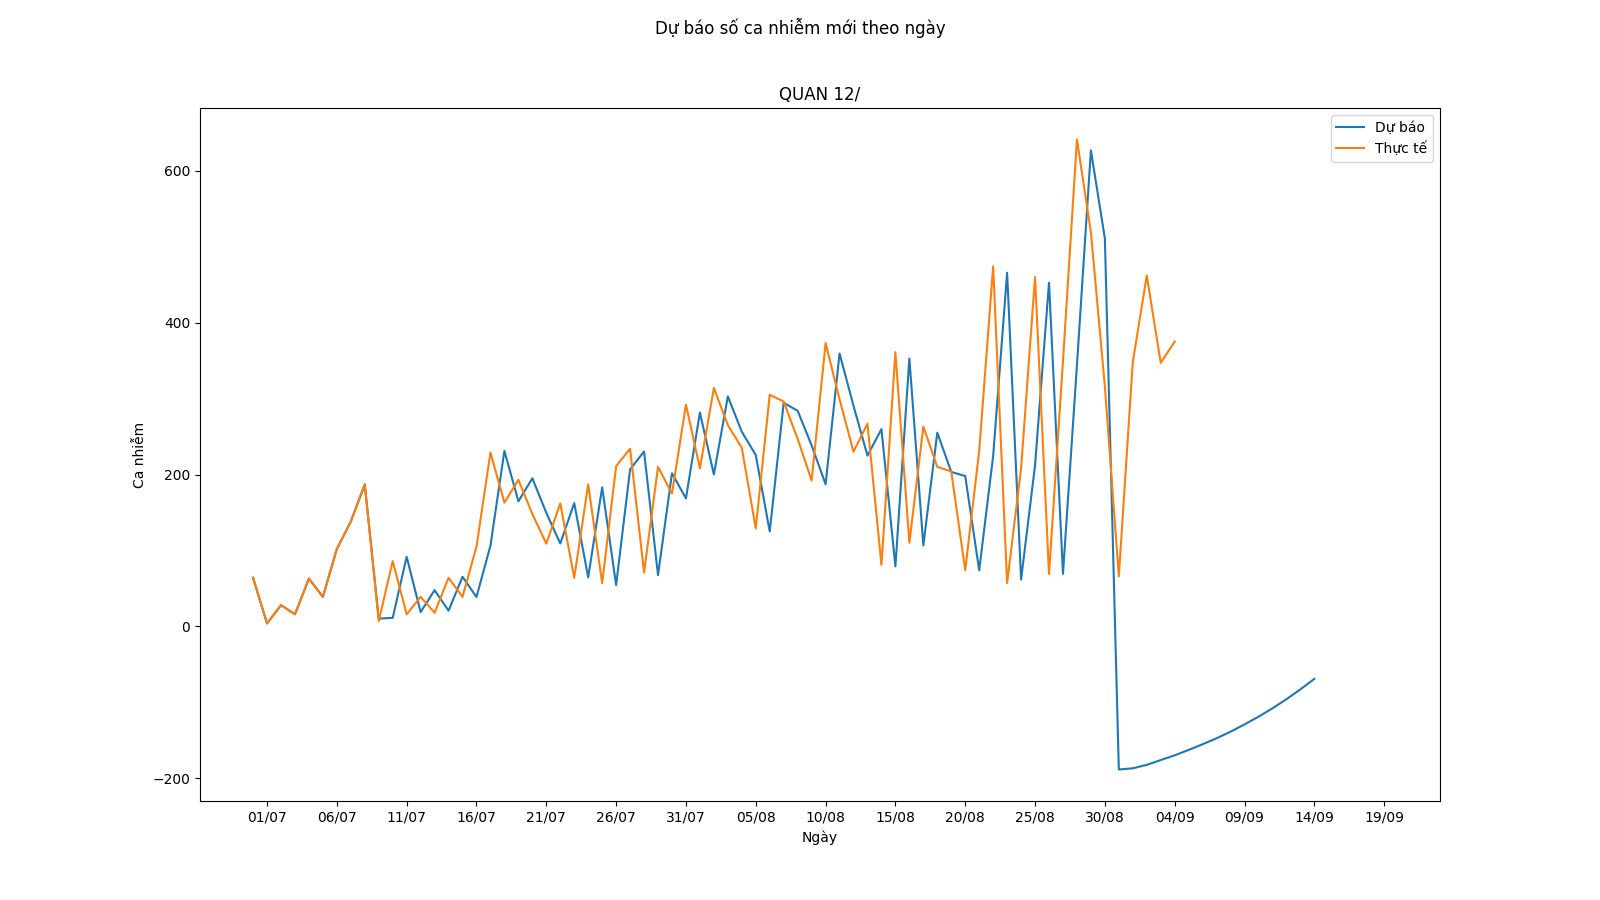 Dự báo số ca nhiễm mới theo ngày
QUAN 12/
Dự báo
Thực tế
600
400
200
0
−200
Ca nhiễm
01/07 06/07 11/07 16/07 21/07 26/07 31/07 05/08 10/08 15/08 20/08 25/08 30/08 04/09 09/09 14/09 19/09
Ngày